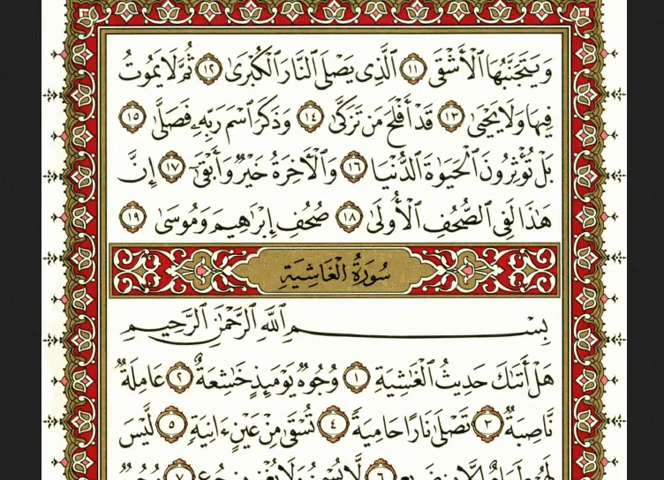 وَيَتَجَنَّبُهَا ٱلْأَشْقَى ١١ ٱلَّذِى يَصْلَى ٱلنَّارَ ٱلْكُبْرَىٰ ١٢ ثُمَّ لَا يَمُوتُ
فِيهَا وَلَا يَحْيَىٰ ١٣ قَدْ أَفْلَحَ مَن تَزَكَّىٰ ١٤ وَذَكَرَ ٱسْمَ رَبِّهِۦ فَصَلَّىٰ ١٥
بَلْ تُؤْثِرُونَ ٱلْحَيَوٰةَ ٱلدُّنْيَا ١٦ وَٱلْءَاخِرَةُ خَيْرٌ وَأَبْقَىٰٓ ١٧ إِنَّ
هَٰذَا لَفِى ٱلصُّحُفِ ٱلْأُولَىٰ ١٨ صُحُفِ إِبْرَٰهِيمَ وَمُوسَىٰ ١٩
سُورَةُ الْغَاشِيَةِ
بِسْمِ ٱللَّهِ ٱلرَّحْمَٰنِ ٱلرَّحِيمِ
هَلْ أَتَىٰكَ حَدِيثُ ٱلْغَٰشِيَةِ ١ وُجُوهٌ يَوْمَئِذٍ خَٰشِعَةٌ ٢ عَامِلَةٌ
نَّاصِبَةٌ ٣ تَصْلَىٰ نَارًا حَامِيَةً ٤ تُسْقَىٰ مِنْ عَيْنٍ ءَانِيَةٍ ٥ لَّيْسَ